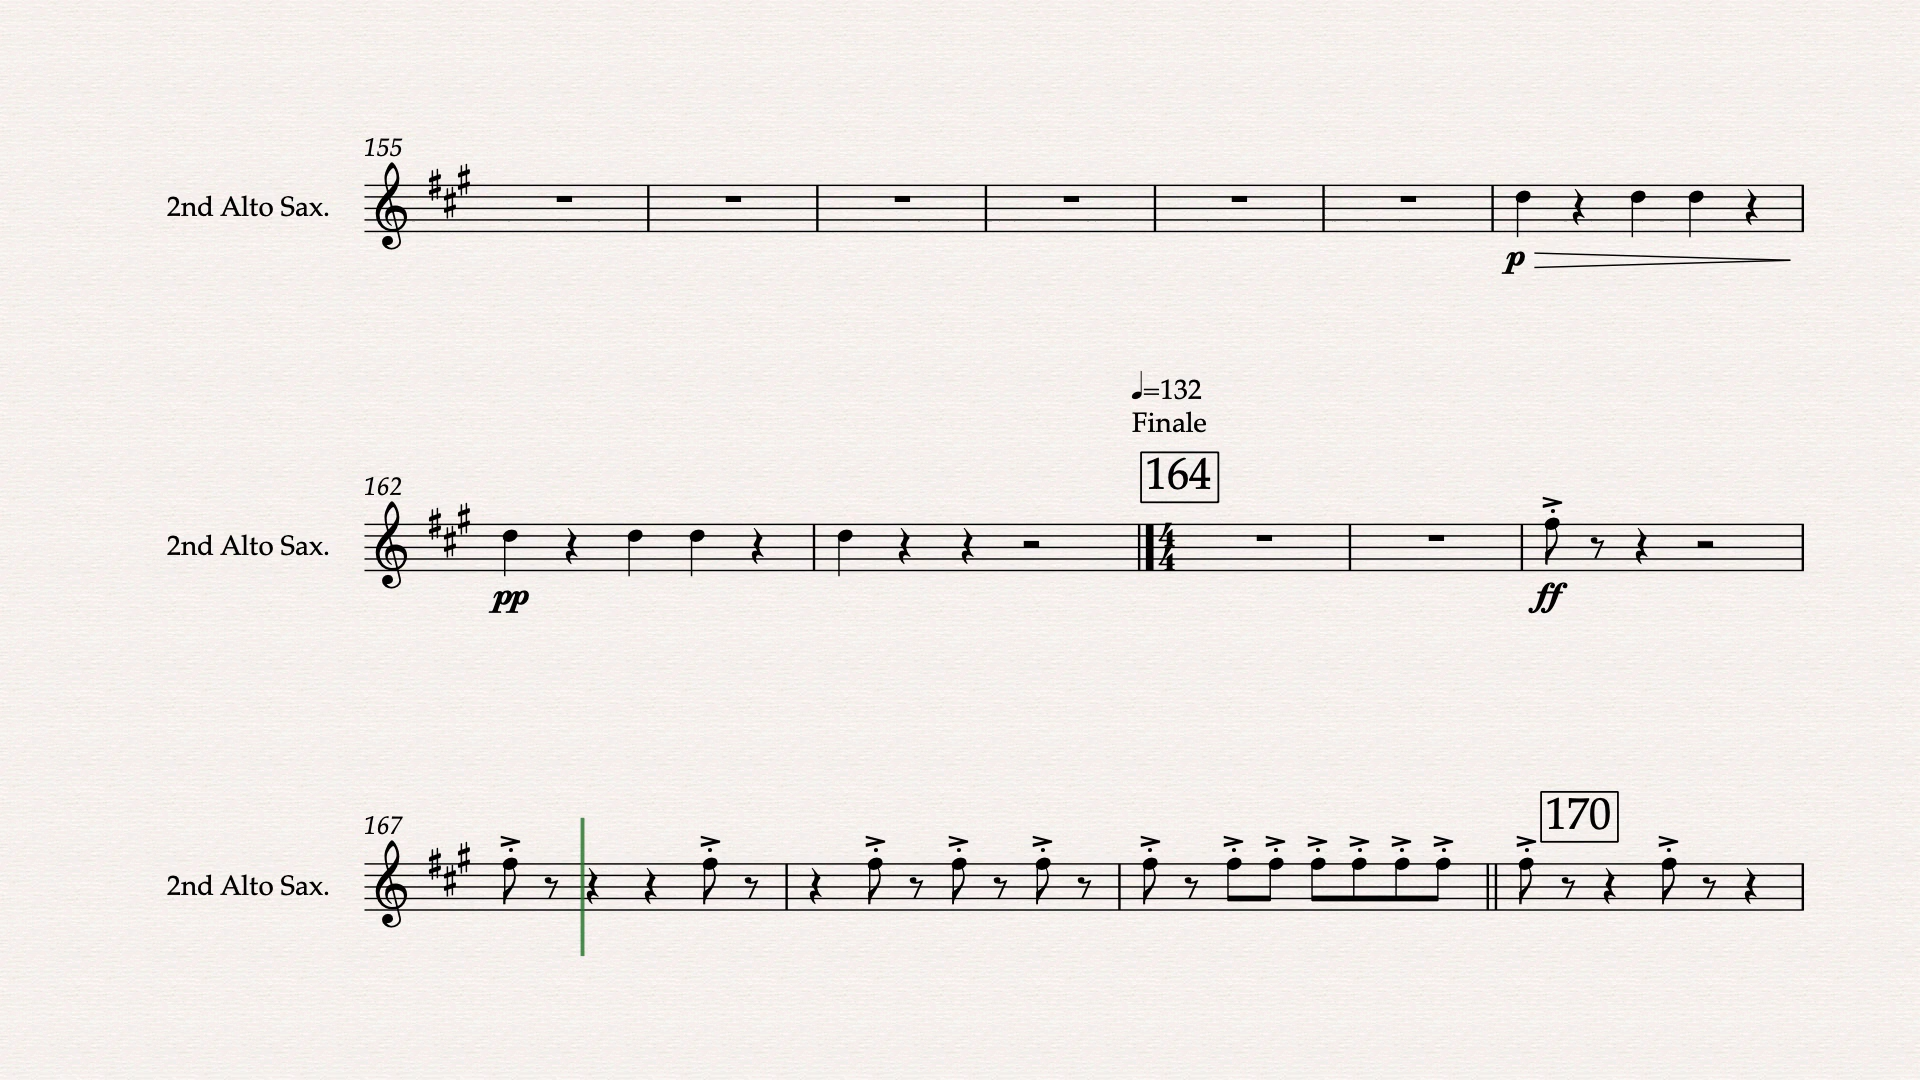 155
2nd Alto Sax.
p
♩=132
Finale
164
162
2nd Alto Sax.
4
4
pp
ff
170
167
2nd Alto Sax.